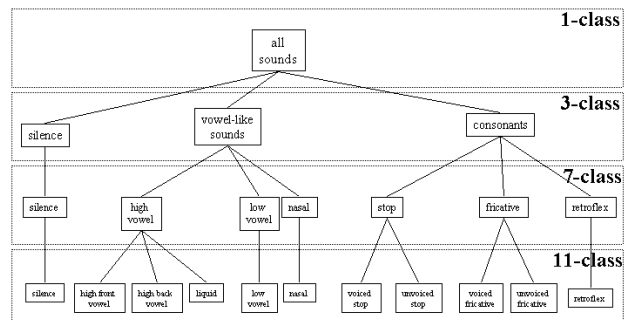 1-class
all
sounds
3-class
silence
vowel-like
sounds
consonants
7-class
silence
high
vowel
low
vowel
nasal
stop
fricative
retroflex
11-class
silence
high front
vowel
high back
vowel
liquid
low
vowel
nasal
voiced
stop
unvoiced
stop
voiced
fricative
unvoiced
fricative
retroflex